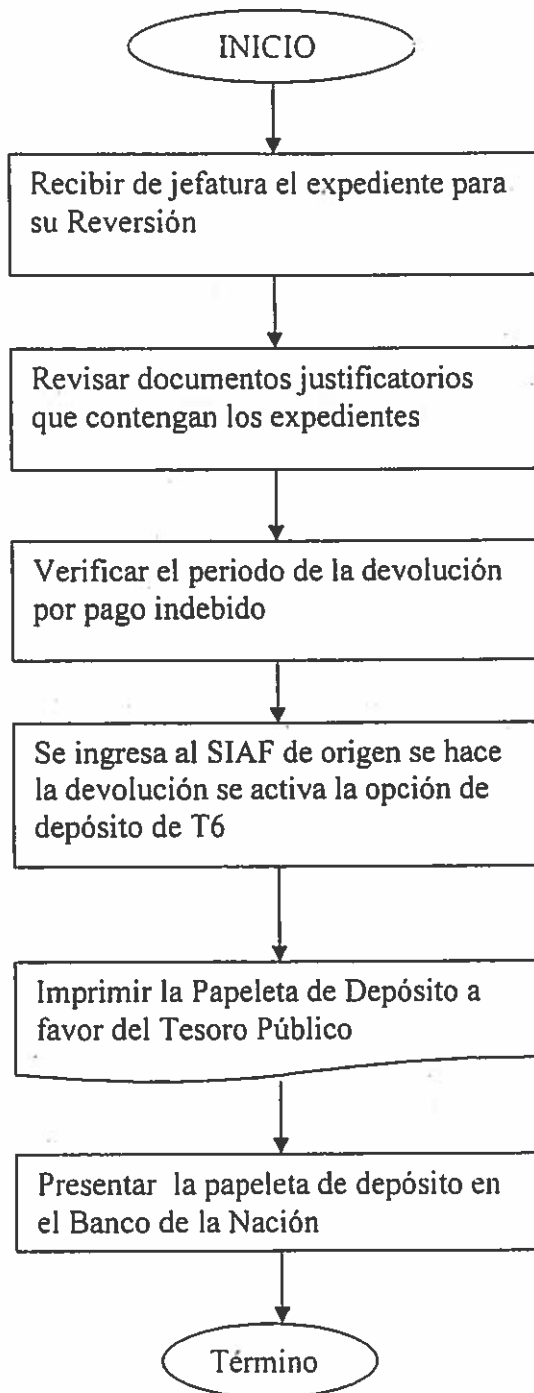 INICIO
Recibir de jefatura el expediente para
su Reversión
Revisar documentos justificatorios
que contengan los expedientes
Verificar el periodo de la devolución
por pago indebido
Se ingresa al SIAF de origen se hace
la devolución se activa la opción de
depósito de T6
Imprimir la Papeleta de Depósito a
favor del Tesoro Público
Presentar la papeleta de depósito en
el Banco de la Nación
Término